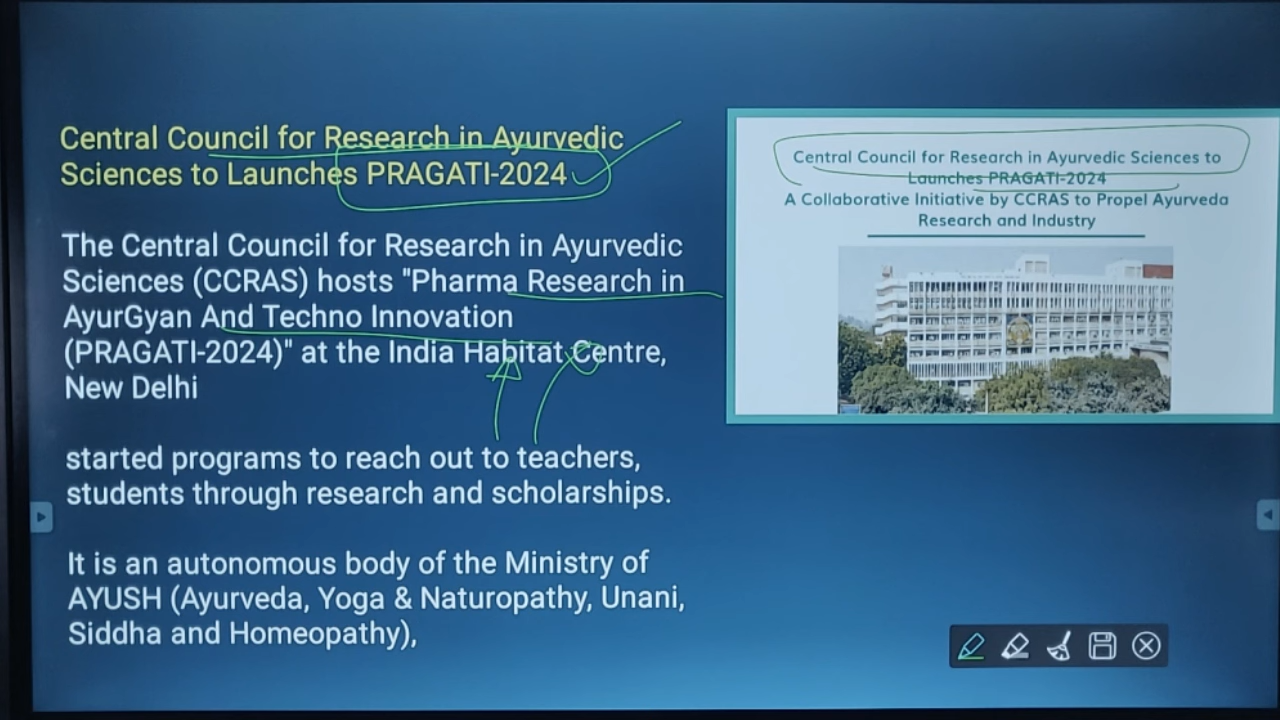 Central Council for Research in Ayurvedic
Sciences to Launches PRAGATI-2024
The Central Council for Research in Ayurvedic
Sciences (CCRAS) hosts "Pharma Research in
AyurGyan And Techno Innovation
(PRAGATI-2024)" at the India Habitat Centre,
New Delhi
started programs to reach out to teachers,
students through research and scholarships.
It is an autonomous body of the Ministry of
AYUSH (Ayurveda, Yoga & Naturopathy, Unani,
Siddha and Homeopathy),
Central Council for Research in Ayurvedic Sciences to
Launches PRAGATI-2024
A Collaborative Initiative by CCRAS to Propel Ayurveda
Research and Industry